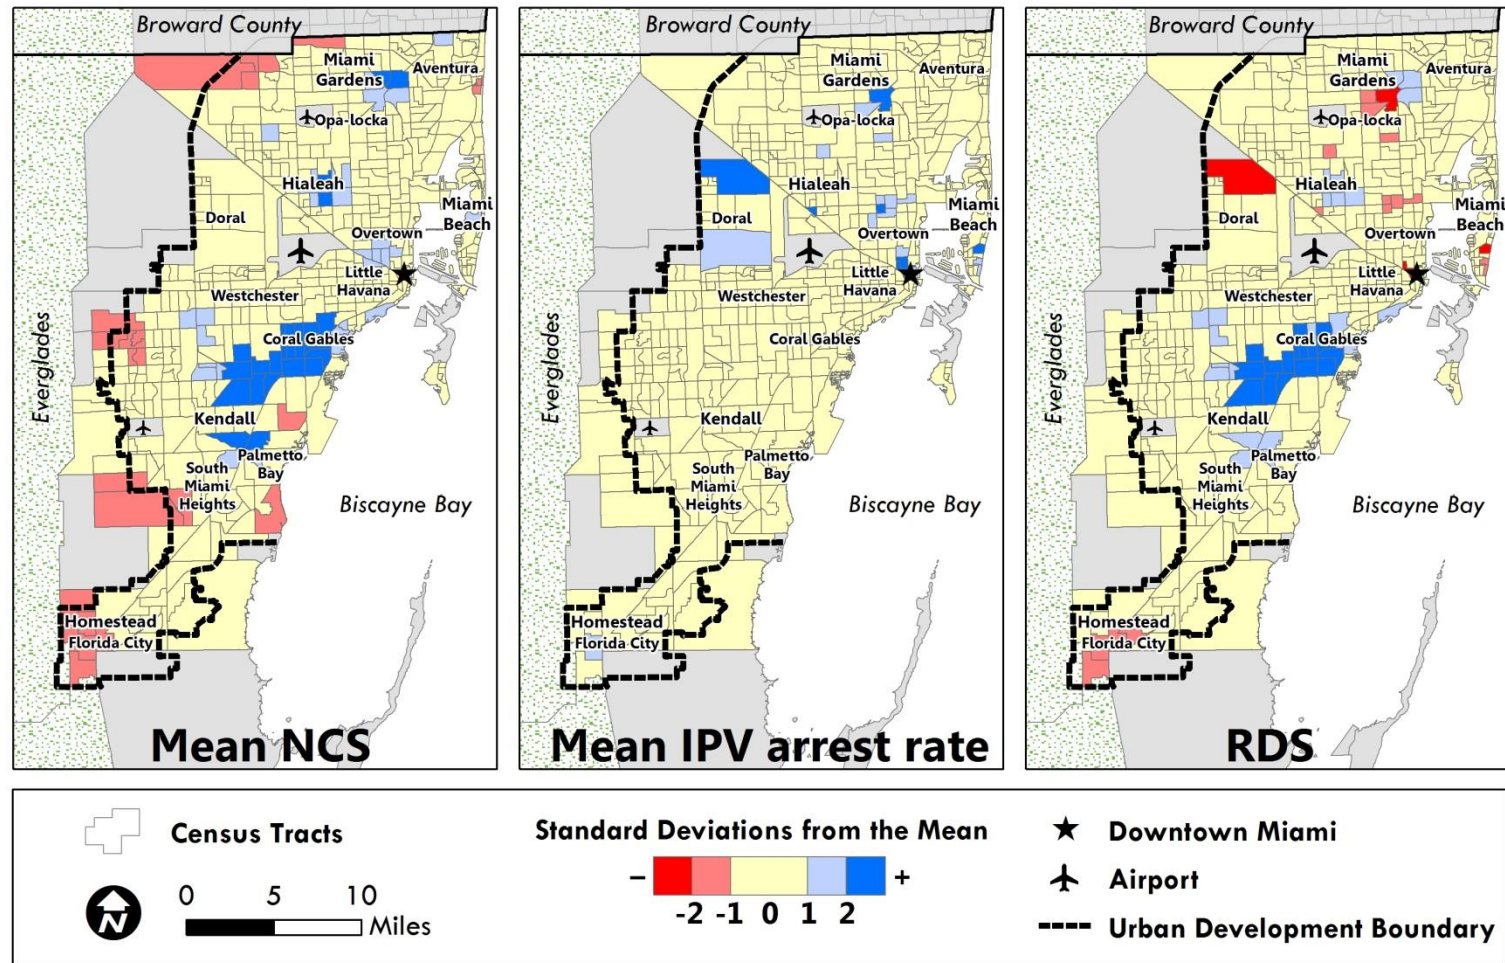 Broward County
Miami
Gardens
Aventura
Opa-locka
Hialeah
Miami
Beach
Doral
Overtown
Little
Havana
Westchester
Coral Gables
Everglades
Kendall
Palmetto
Bay
South
Miami
Heights
Biscayne Bay
Homestead
Florida City
Mean NCS
Broward County
Miami
Gardens
Aventura
Opa-locka
Hialeah
Miami
Beach
Doral
Overtown
Little
Havana
Westchester
Coral Gables
Everglades
Kendall
Palmetto
Bay
South
Miami
Heights
Biscayne Bay
Homestead
Florida City
Mean IPV arrest rate
Broward County
Miami
Gardens
Aventura
Opa-locka
Hialeah
Miami
Beach
Doral
Overtown
Little
Havana
Westchester
Coral Gables
Everglades
Kendall
Palmetto
Bay
South
Miami
Heights
Biscayne Bay
Homestead
Florida City
RDS
Census Tracts
N
0 5 10
Miles
Standard Deviations from the Mean
– +
-2 -1 0 1 2
Downtown Miami
Airport
Urban Development Boundary